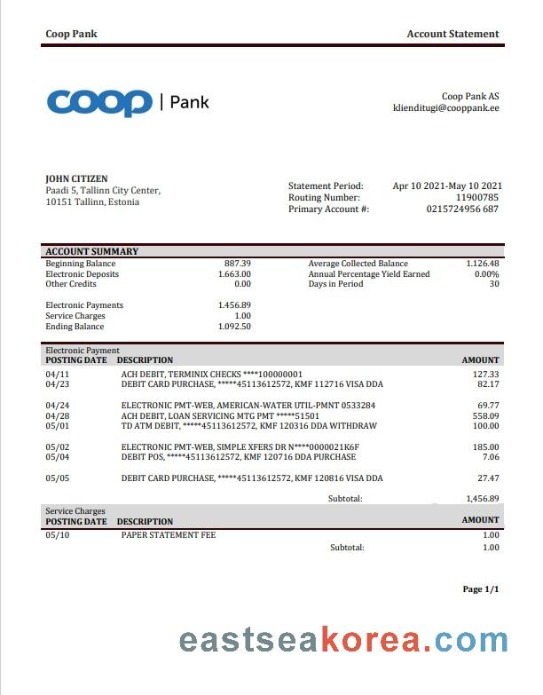 Coop Pank Account Statement
coop | Pank
Coop Pank AS
klienditugi@cooppank.ee
JOHN CITIZEN
Paadi 5, Tallinn City Center,
10151 Tallinn, Estonia
Statement Period: Apr 10 2021-May 10 2021
Routing Number: 11900785
Primary Account #: 0215724956 687
ACCOUNT SUMMARY
Beginning Balance 887.39 Average Collected Balance 1.126.48
Electronic Deposits 1.663.00 Annual Percentage Yield Earned 0.00%
Other Credits 0.00 Days in Period 30
Electronic Payments 1.456.89
Service Charges 1.00
Ending Balance 1.092.50
Electronic Payment
POSTING DATE DESCRIPTION AMOUNT
04/11 ACH DEBIT, TERMINIX CHECKS ****100000001 127.33
04/23 DEBIT CARD PURCHASE, *****45113612572, KMF 112716 VISA DDA 82.17
04/24 ELECTRONIC PMT-WEB, AMERICAN-WATER UTIL-PMNT 0533284 69.77
04/28 ACH DEBIT, LOAN SERVICING MTG PMT *****51501 558.09
05/01 TD ATM DEBIT, *****45113612572, KMF 120316 DDA WITHDRAW 100.00
05/02 ELECTRONIC PMT-WEB, SIMPLE XFERS DR N****0000021K6F 185.00
05/04 DEBIT POS, *****45113612572, KMF 120716 DDA PURCHASE 7.06
05/05 DEBIT CARD PURCHASE, *****45113612572, KMF 120816 VISA DDA 27.47
Subtotal: 1,456.89
Service Charges
POSTING DATE DESCRIPTION AMOUNT
05/10 PAPER STATEMENT FEE 1.00
Subtotal: 1.00
Page 1/1
eastseakorea.com